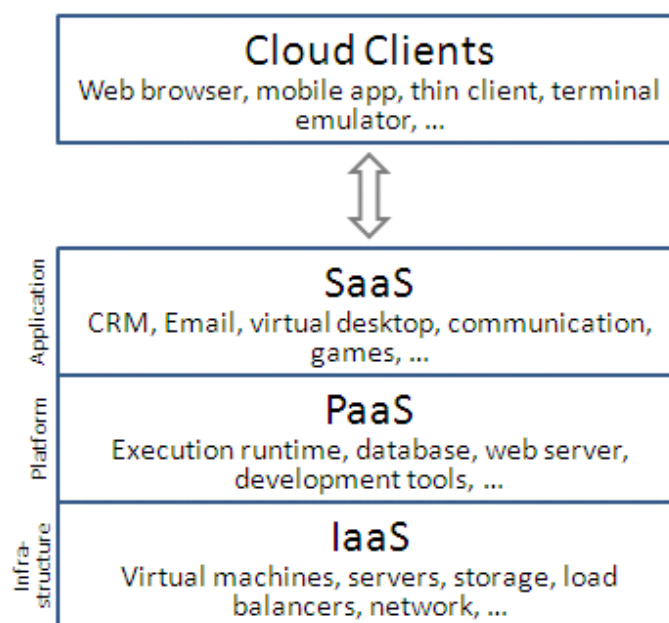 Cloud Clients
Web browser, mobile app, thin client, terminal
emulator, ...
Application
SaaS
CRM, Email, virtual desktop, communication,
games, ...
Platform
PaaS
Execution runtime, database, web server,
development tools, ...
Infra-
structure
IaaS
Virtual machines, servers, storage, load
balancers, network, ...